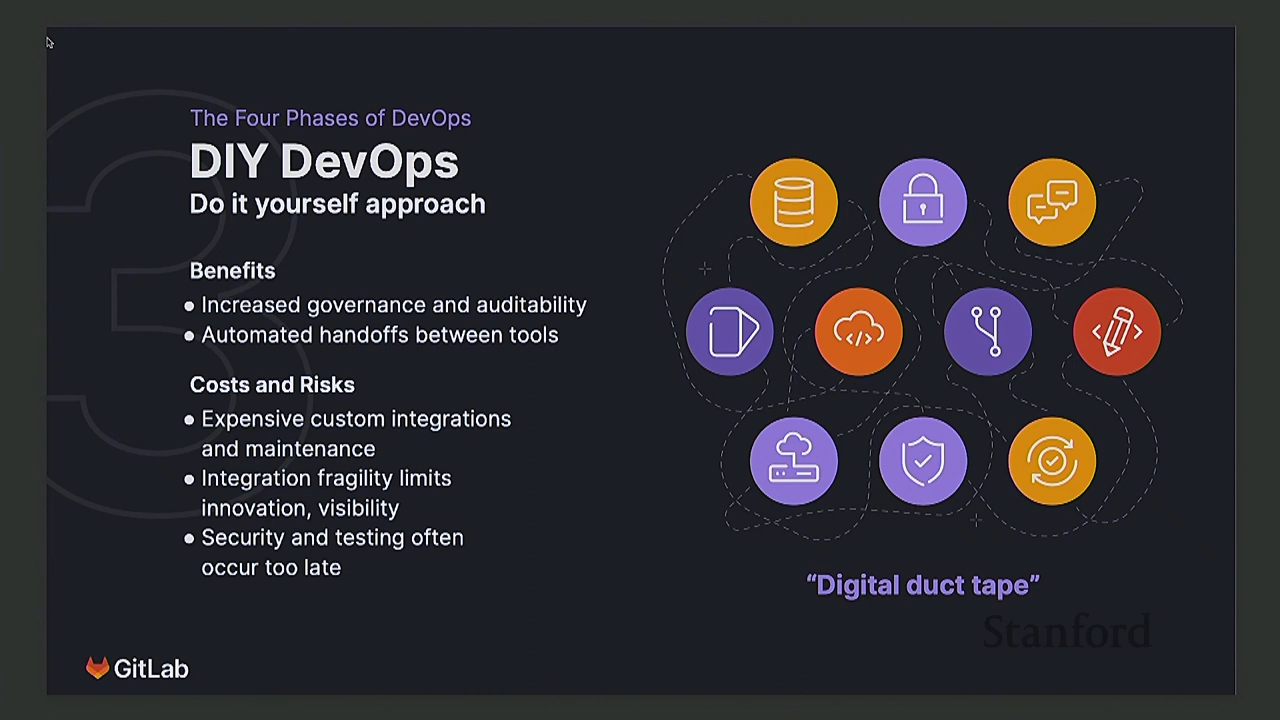 The Four Phases of DevOps
DIY DevOps
Do it yourself approach
Benefits
● Increased governance and auditability
● Automated handoffs between tools
Costs and Risks
● Expensive custom integrations
and maintenance
● Integration fragility limits
innovation, visibility
● Security and testing often
occur too late
3
“Digital duct tape”
Stanford
GitLab